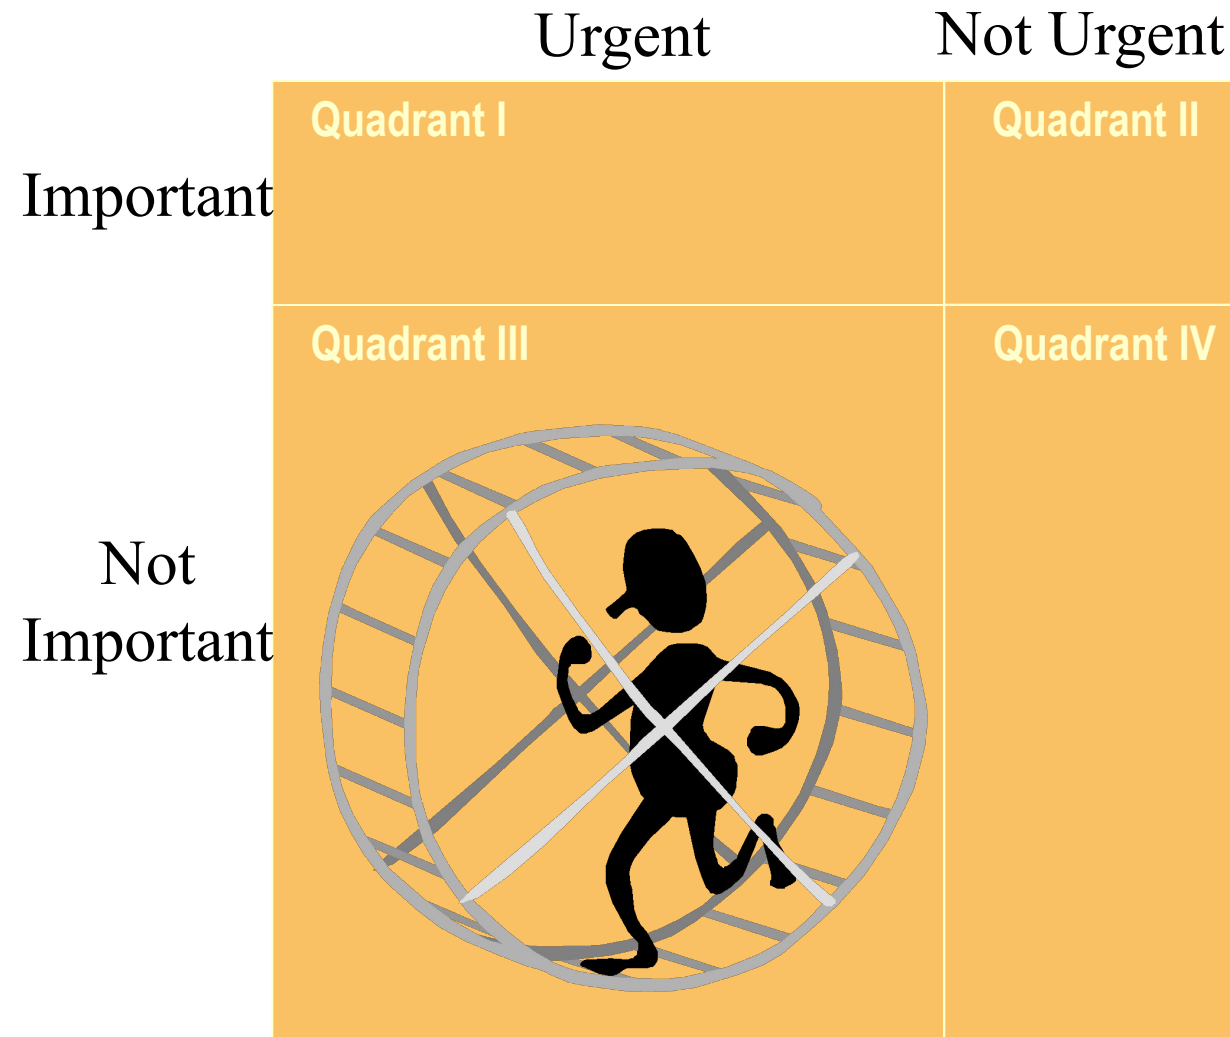 Urgent
Not Urgent
Quadrant I
Quadrant II
Important
Quadrant III
Quadrant IV
Not
Important